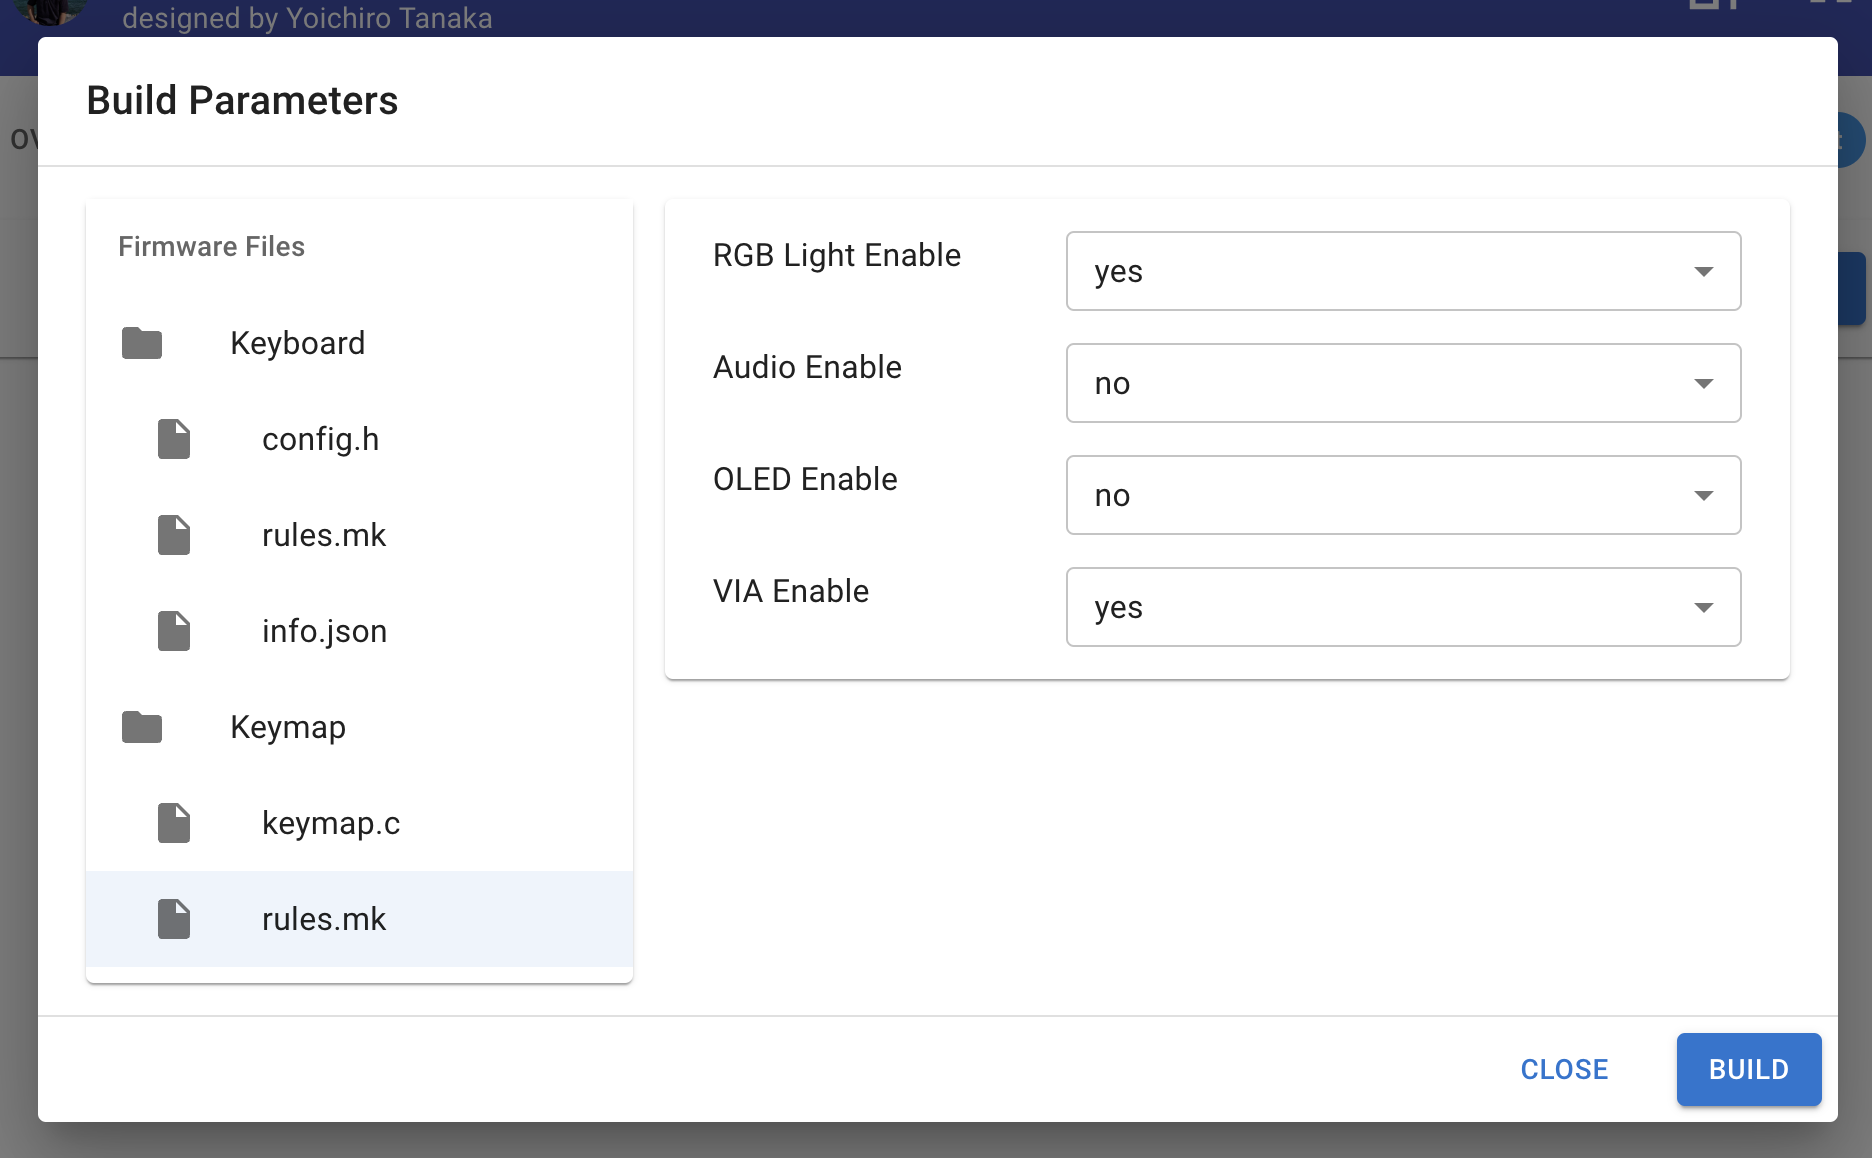 designed by Yoichiro Tanaka
Build Parameters
Firmware Files
Keyboard
config.h
rules.mk
info.json
Keymap
keymap.c
rules.mk
RGB Light Enable
yes
Audio Enable
no
OLED Enable
no
VIA Enable
yes
CLOSE
BUILD